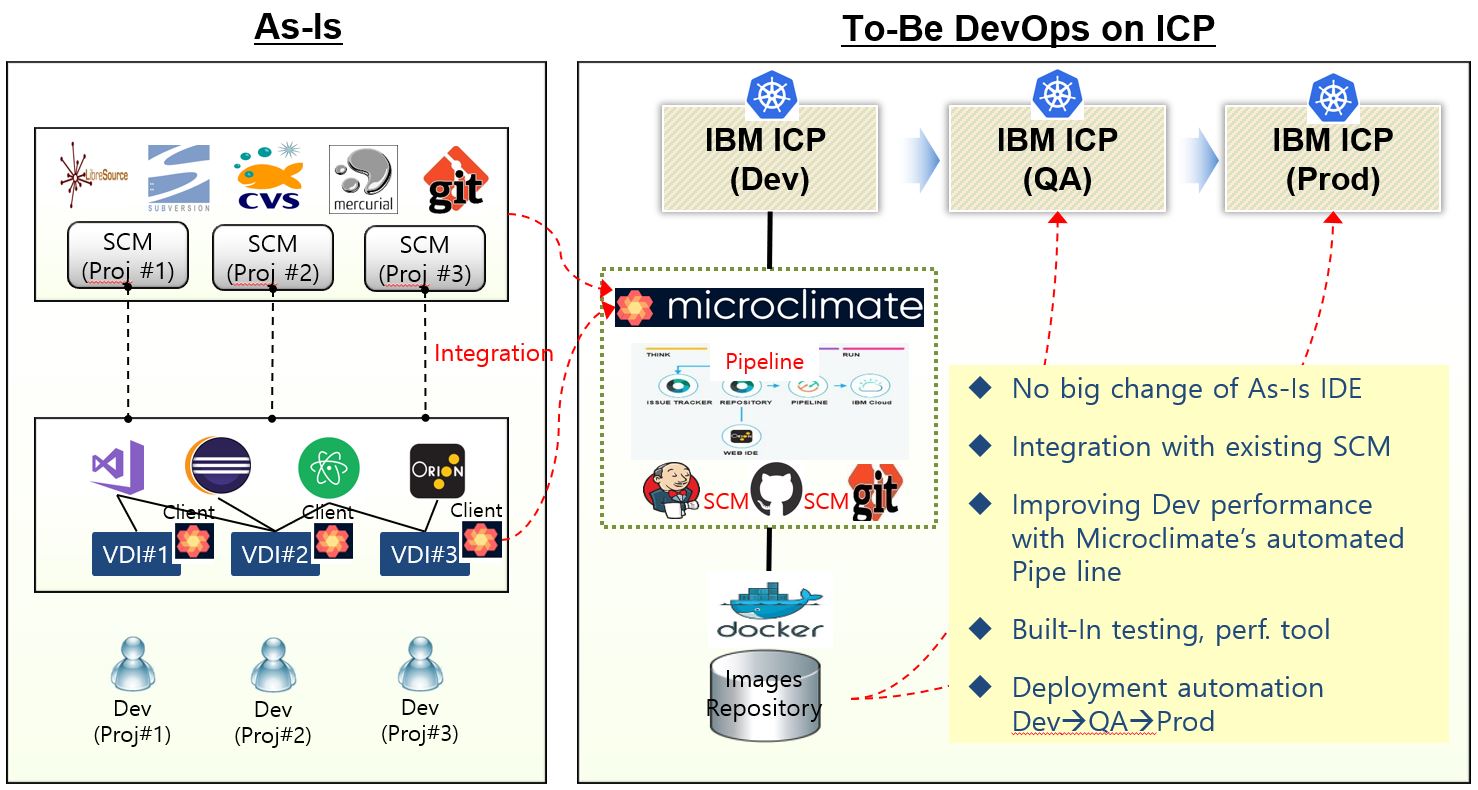 As-Is
To-Be DevOps on ICP
LibreSource
SUBVERSION
CVS
mercurial
git
SCM
(Proj #1)
SCM
(Proj #2)
SCM
(Proj #3)
Integration
ORION
Client
Client
Client
VDI#1
VDI#2
VDI#3
Dev
(Proj#1)
Dev
(Proj#2)
Dev
(Proj#3)
IBM ICP
(Dev)
IBM ICP
(QA)
IBM ICP
(Prod)
microclimate
THINK
RUN
Pipeline
ISSUE TRACKER
REPOSITORY
PIPELINE
IBM Cloud
ORION
WEB IDE
SCM
SCM
git
docker
Images
Repository
No big change of As-Is IDE
Integration with existing SCM
Improving Dev performance
with Microclimate's automated
Pipe line
Built-In testing, perf. tool
Deployment automation
Dev→QA→Prod